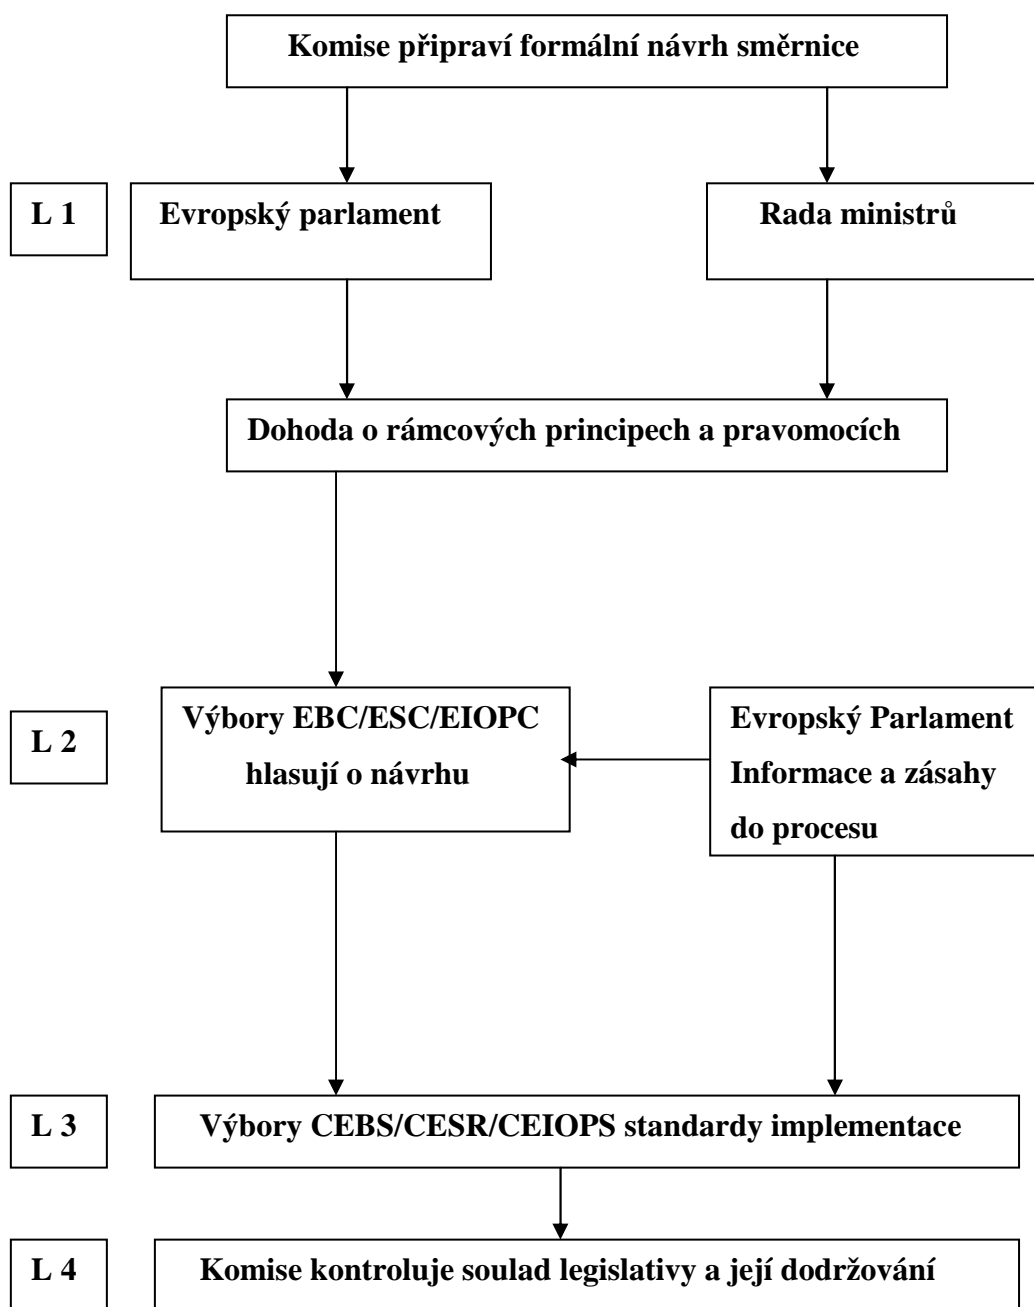 Komise připraví formální návrh směrnice
L 1
Evropský parlament
Rada ministrů
Dohoda o rámcových principech a pravomocích
L 2
Výbory EBC/ESC/EIOPC
hlasují o návrhu
Evropský Parlament
Informace a zásahy
do procesu
L 3
Výbory CEBS/CESR/CEIOPS standardy implementace
L 4
Komise kontroluje soulad legislativy a její dodržování